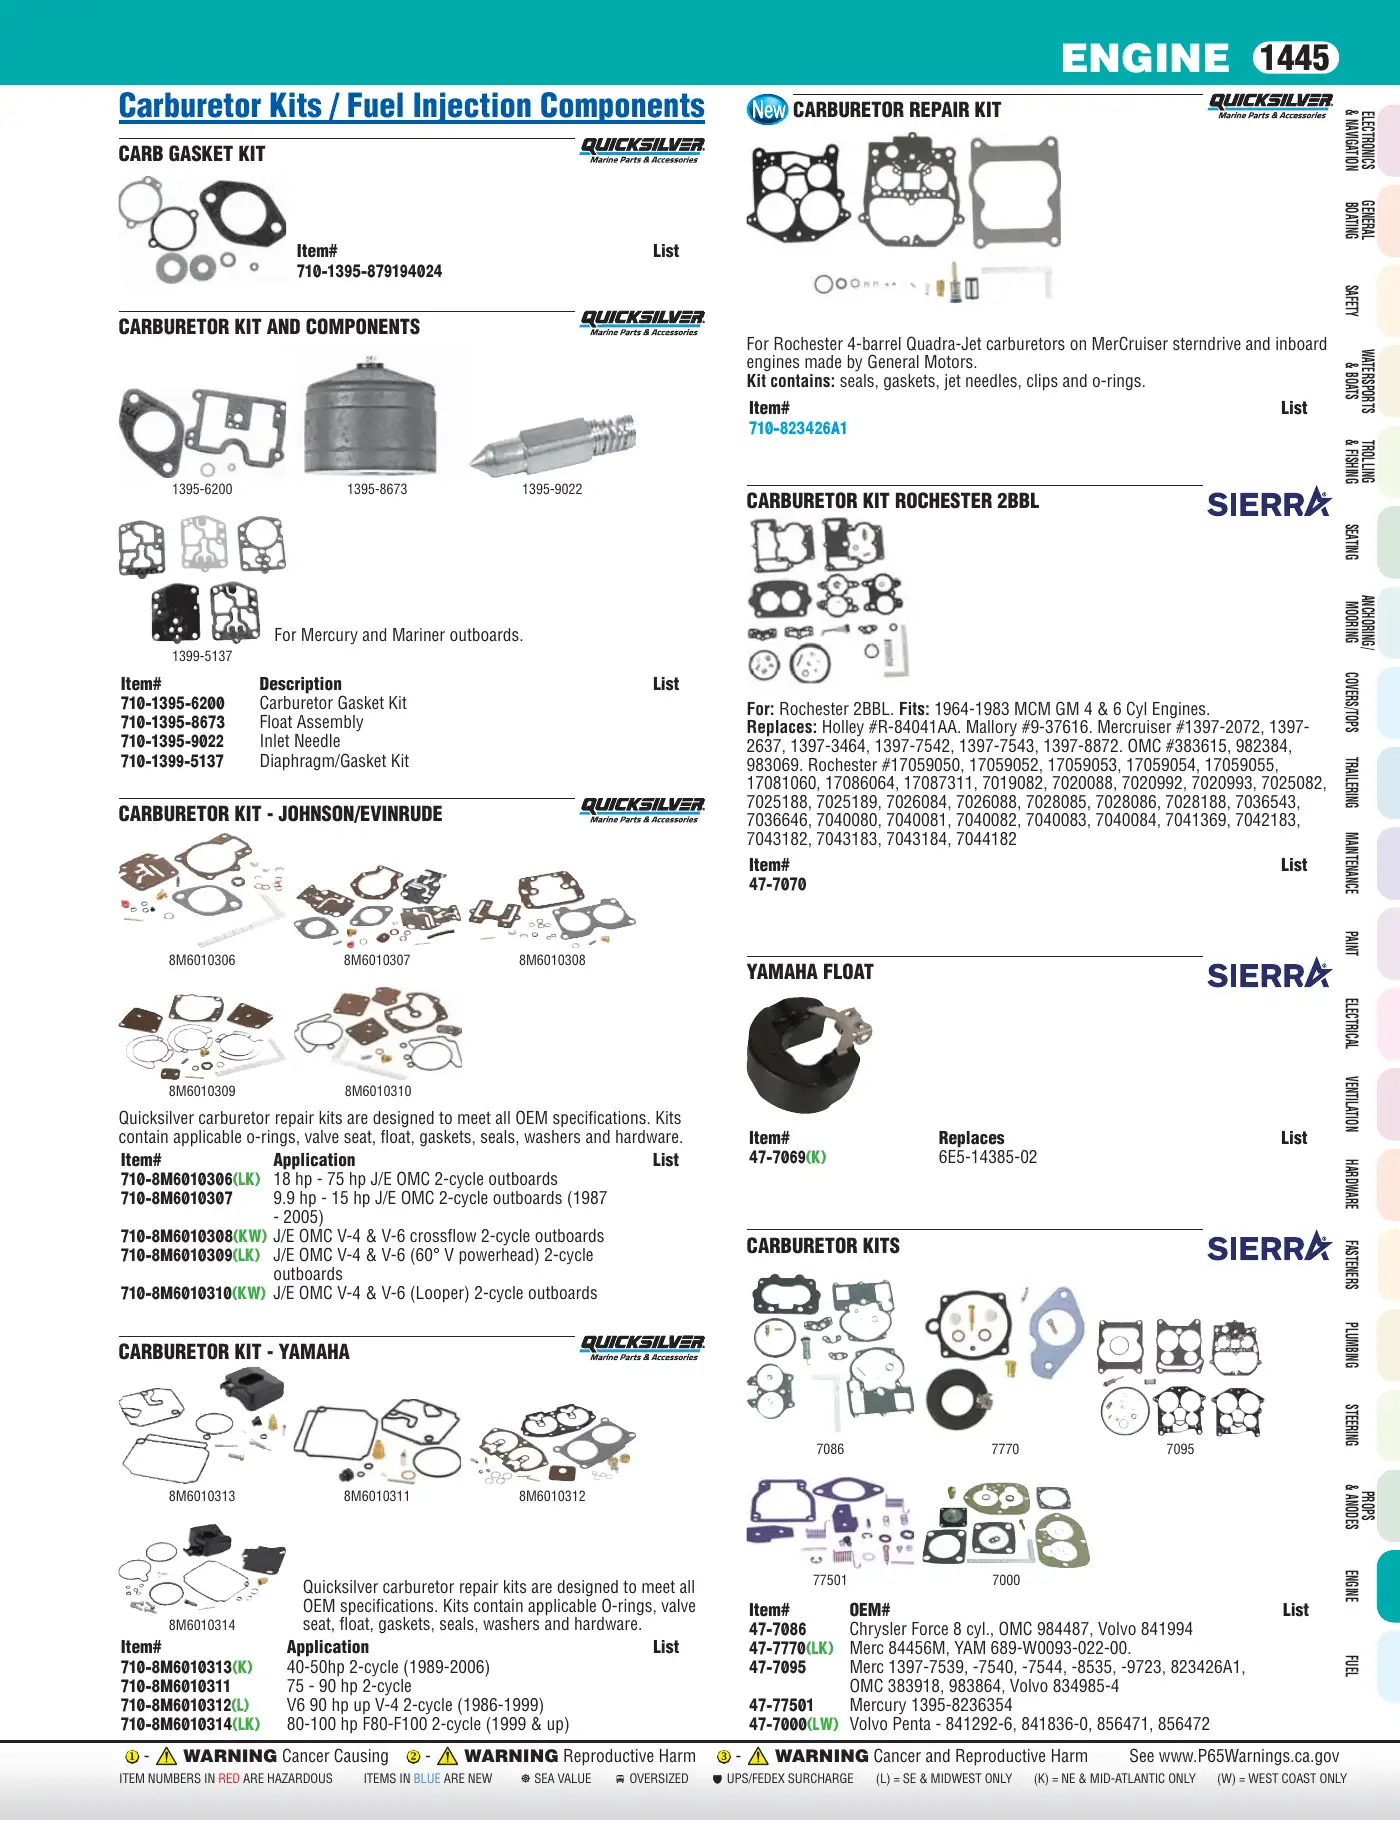 ENGINE 1445
Carburetor Kits / Fuel Injection Components
CARB GASKET KIT
QUICKSILVER
Marine Parts & Accessories
Item# List
710-1395-879194024
CARBURETOR KIT AND COMPONENTS
QUICKSILVER
Marine Parts & Accessories
1395-6200 1395-8673 1395-9022
For Mercury and Mariner outboards.
1399-5137
Item# Description List
710-1395-6200 Carburetor Gasket Kit
710-1395-8673 Float Assembly
710-1395-9022 Inlet Needle
710-1399-5137 Diaphragm/Gasket Kit
CARBURETOR KIT - JOHNSON/EVINRUDE
QUICKSILVER
Marine Parts & Accessories
8M6010306 8M6010307 8M6010308
8M6010309 8M6010310
Quicksilver carburetor repair kits are designed to meet all OEM specifications. Kits
contain applicable o-rings, valve seat, float, gaskets, seals, washers and hardware.
Item# Application List
710-8M6010306(LK) 18 hp - 75 hp J/E OMC 2-cycle outboards
710-8M6010307 9.9 hp - 15 hp J/E OMC 2-cycle outboards (1987
- 2005)
710-8M6010308(KW) J/E OMC V-4 & V-6 crossflow 2-cycle outboards
710-8M6010309(LK) J/E OMC V-4 & V-6 (60° V powerhead) 2-cycle
outboards
710-8M6010310(KW) J/E OMC V-4 & V-6 (Looper) 2-cycle outboards
CARBURETOR KIT - YAMAHA
QUICKSILVER
Marine Parts & Accessories
8M6010313 8M6010311 8M6010312
8M6010314
Quicksilver carburetor repair kits are designed to meet all
OEM specifications. Kits contain applicable O-rings, valve
seat, float, gaskets, seals, washers and hardware.
Item# Application List
710-8M6010313(K) 40-50hp 2-cycle (1989-2006)
710-8M6010311 75 - 90 hp 2-cycle
710-8M6010312(L) V6 90 hp up V-4 2-cycle (1986-1999)
710-8M6010314(LK) 80-100 hp F80-F100 2-cycle (1999 & up)
New CARBURETOR REPAIR KIT
QUICKSILVER
Marine Parts & Accessories
For Rochester 4-barrel Quadra-Jet carburetors on MerCruiser sterndrive and inboard
engines made by General Motors.
Kit contains: seals, gaskets, jet needles, clips and o-rings.
Item# List
710-823426A1
CARBURETOR KIT ROCHESTER 2BBL
SIERRA
For: Rochester 2BBL. Fits: 1964-1983 MCM GM 4 & 6 Cyl Engines.
Replaces: Holley #R-84041AA. Mallory #9-37616. Mercruiser #1397-2072, 1397-
2637, 1397-3464, 1397-7542, 1397-7543, 1397-8872. OMC #383615, 982384,
983069. Rochester #17059050, 17059052, 17059053, 17059054, 17059055,
17081060, 17086064, 17087311, 7019082, 7020088, 7020992, 7020993, 7025082,
7025188, 7025189, 7026084, 7026088, 7028085, 7028086, 7028188, 7036543,
7036646, 7040080, 7040081, 7040082, 7040083, 7040084, 7041369, 7042183,
7043182, 7043183, 7043184, 7044182
Item# List
47-7070
YAMAHA FLOAT
SIERRA
Item# Replaces List
47-7069(K) 6E5-14385-02
CARBURETOR KITS
SIERRA
7086 7770 7095
77501 7000
Item# OEM# List
47-7086 Chrysler Force 8 cyl., OMC 984487, Volvo 841994
47-7770(LK) Merc 84456M, YAM 689-W0093-022-00.
47-7095 Merc 1397-7539, -7540, -7544, -8535, -9723, 823426A1,
OMC 383918, 983864, Volvo 834985-4
47-77501 Mercury 1395-8236354
47-7000(LW) Volvo Penta - 841292-6, 841836-0, 856471, 856472
ELECTRONICS
& NAVIGATION
GENERAL
BOATING
SAFETY
WATERSPORTS
& BOATS
TROLLING
& FISHING
SEATING
ANCHORING/
MOORING
COVERS/TOPS
TRAILERING
MAINTENANCE
PAINT
ELECTRICAL
VENTILATION
HARDWARE
FASTENERS
PLUMBING
STEERING
PROPS
& ANODES
ENGINE
FUEL
1 - WARNING Cancer Causing 2 - WARNING Reproductive Harm 3 - WARNING Cancer and Reproductive Harm See www.P65Warnings.ca.gov
ITEM NUMBERS IN RED ARE HAZARDOUS ITEMS IN BLUE ARE NEW SEA VALUE OVERSIZED UPS/FEDEX SURCHARGE (L) = SE & MIDWEST ONLY (K) = NE & MID-ATLANTIC ONLY (W) = WEST COAST ONLY